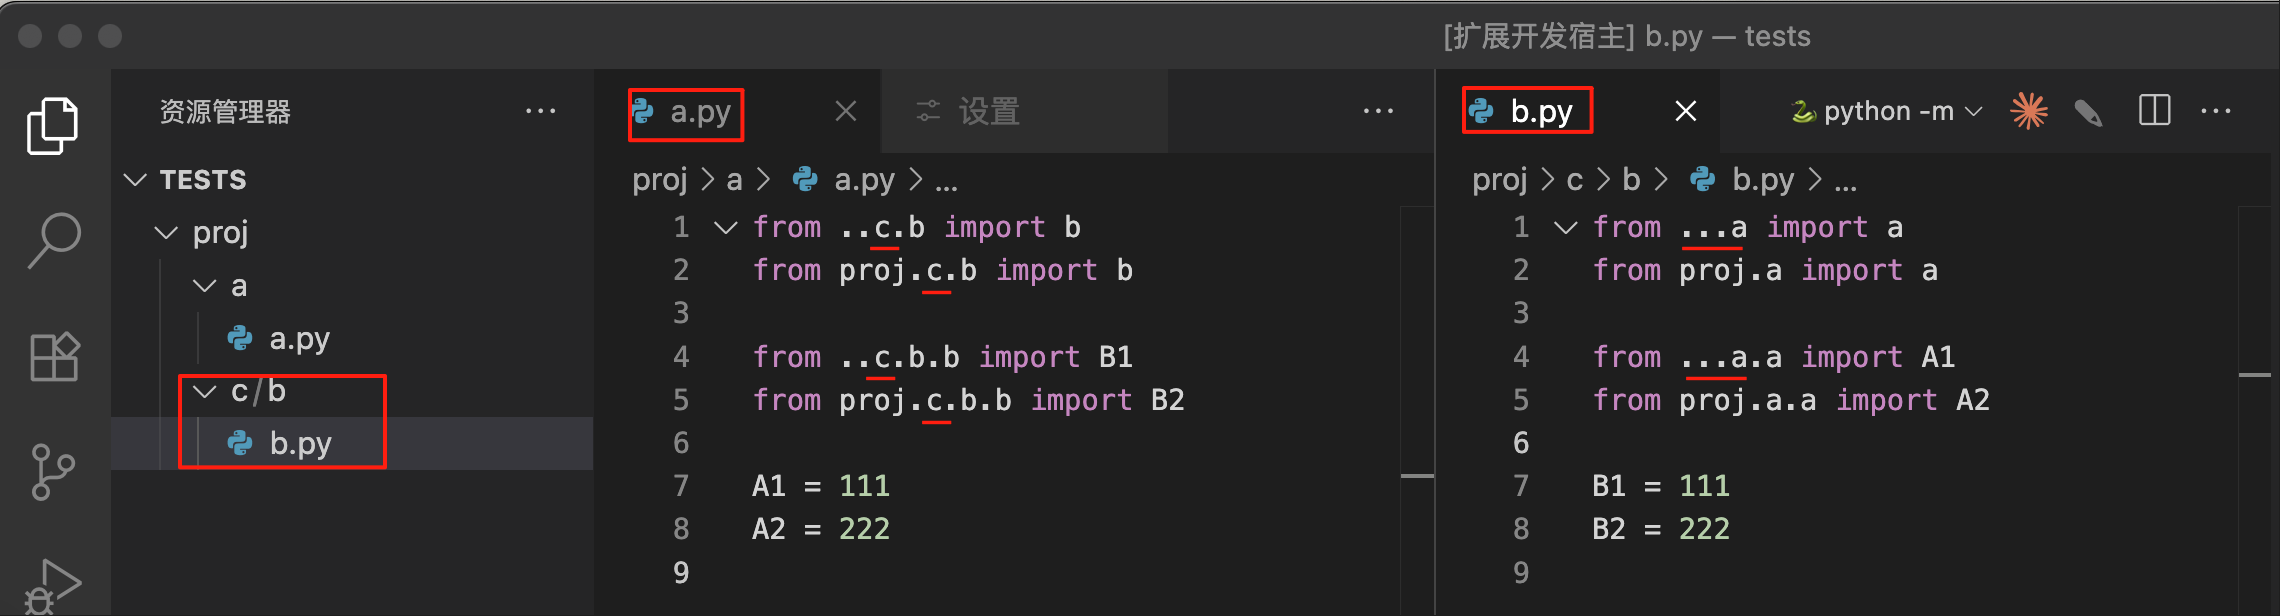 [扩展开发宿主] b.py — tests
资源管理器
TESTS
proj
a
a.py
c/b
b.py
a.py
设置
proj > a > a.py > ...
1 from ..c.b import b
2 from proj.c.b import b
3
4 from ..c.b.b import B1
5 from proj.c.b.b import B2
6
7 A1 = 111
8 A2 = 222
9
b.py
python -m
proj > c > b > b.py > ...
1 from ...a import a
2 from proj.a import a
3
4 from ...a.a import A1
5 from proj.a.a import A2
6
7 B1 = 111
8 B2 = 222
9